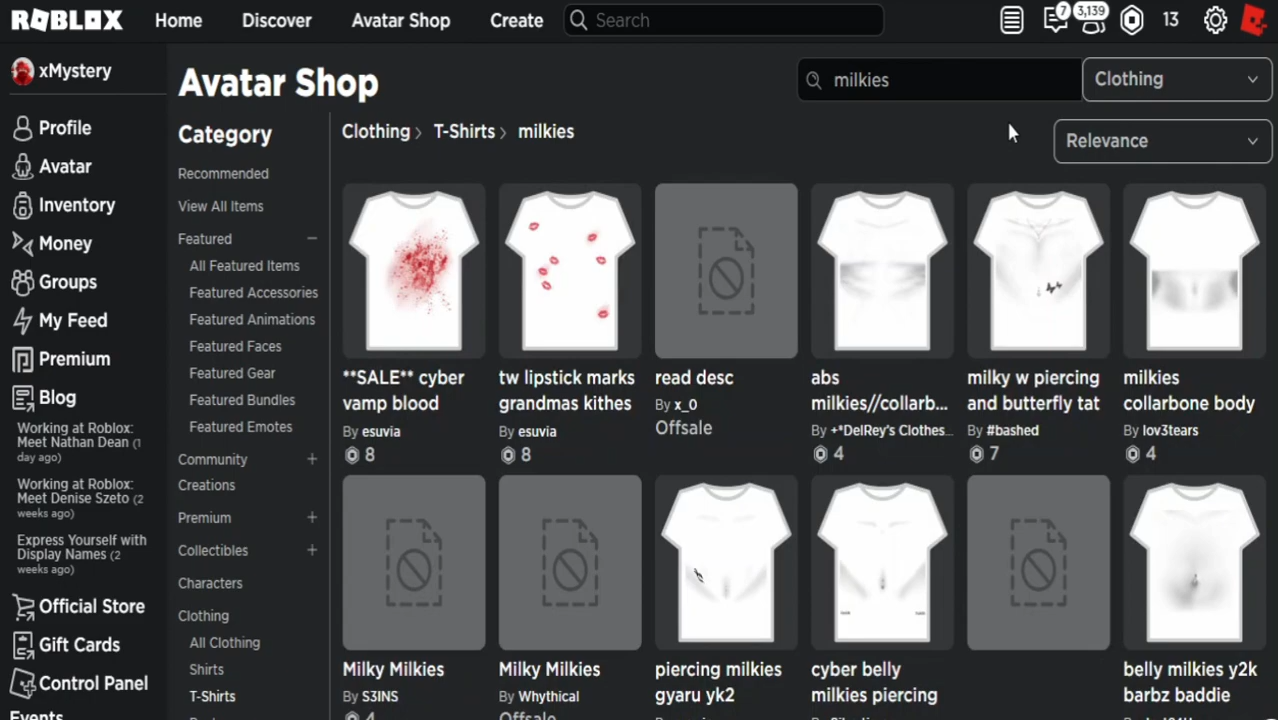 ROBLOX
Home
Discover
Avatar Shop
Create
Search
7
3,139
13
xMystery
Profile
Avatar
Inventory
Money
Groups
My Feed
Premium
Blog
Working at Roblox:
Meet Nathan Dean (1
day ago)
Working at Roblox:
Meet Denise Szeto (2
weeks ago)
Express Yourself with
Display Names (2
weeks ago)
Official Store
Gift Cards
Control Panel
Events
Avatar Shop
milkies
Clothing
Category
Recommended
View All Items
Featured
All Featured Items
Featured Accessories
Featured Animations
Featured Faces
Featured Gear
Featured Bundles
Featured Emotes
Community
Creations
Premium
Collectibles
Characters
Clothing
All Clothing
Shirts
T-Shirts
Clothing > T-Shirts > milkies
Relevance
**SALE** cyber
vamp blood
By esuvia
8
tw lipstick marks
grandmas kithes
By esuvia
8
read desc
By x_0
Offsale
abs
milkies//collarb...
By +*DelRey's Clothes...
4
milky w piercing
and butterfly tat
By #bashed
7
milkies
collarbone body
By lov3tears
4
Milky Milkies
By S3INS
4
Milky Milkies
By Whythical
Offsale
piercing milkies
gyaru yk2
cyber belly
milkies piercing
belly milkies y2k
barbz baddie